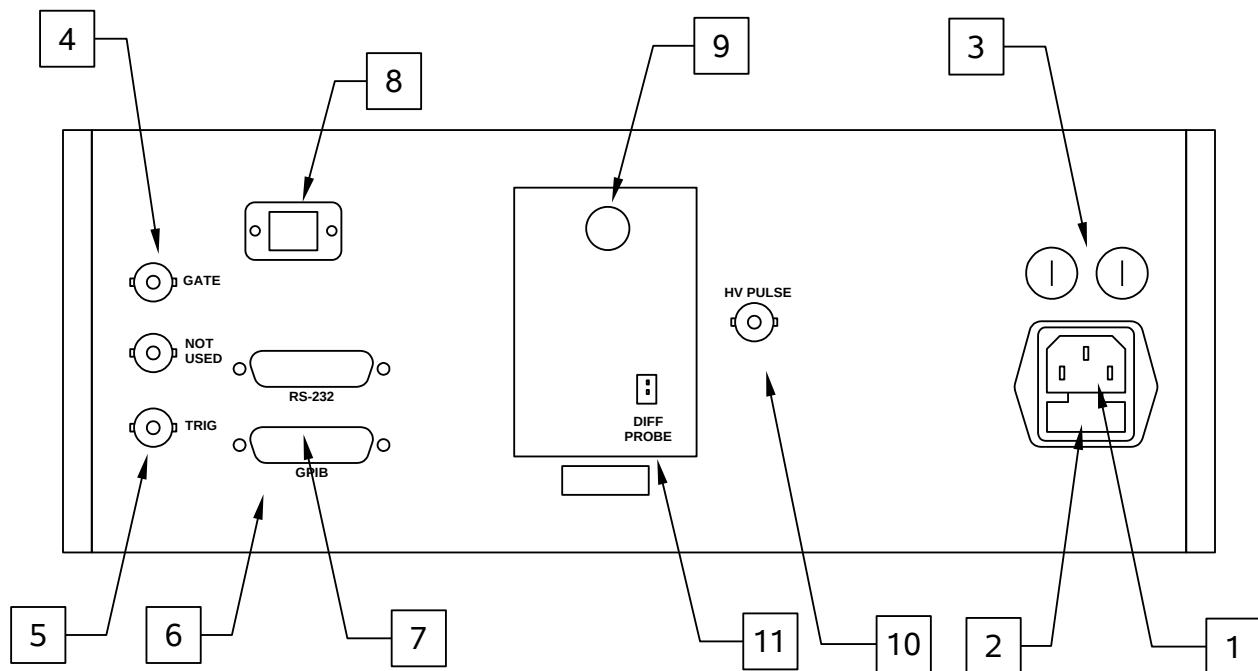 4
9
3
8
GATE
HV PULSE
NOT
USED
RS-232
DIFF
PROBE
TRIG
GPIB
5
6
7
11
10
2
1